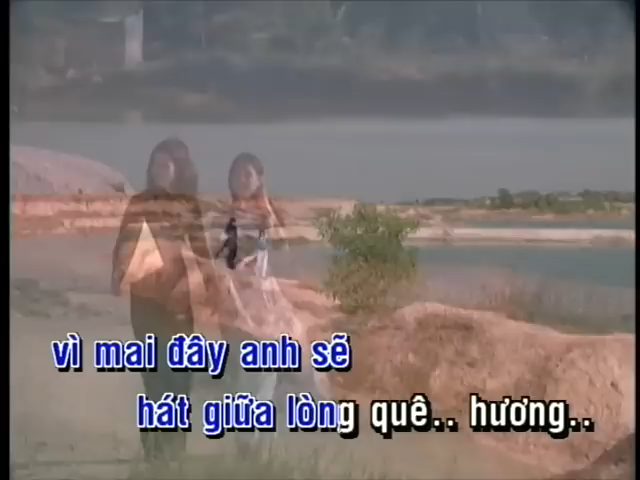 vì mai đây anh sẽ
hát giữa lòng quê.. hương..